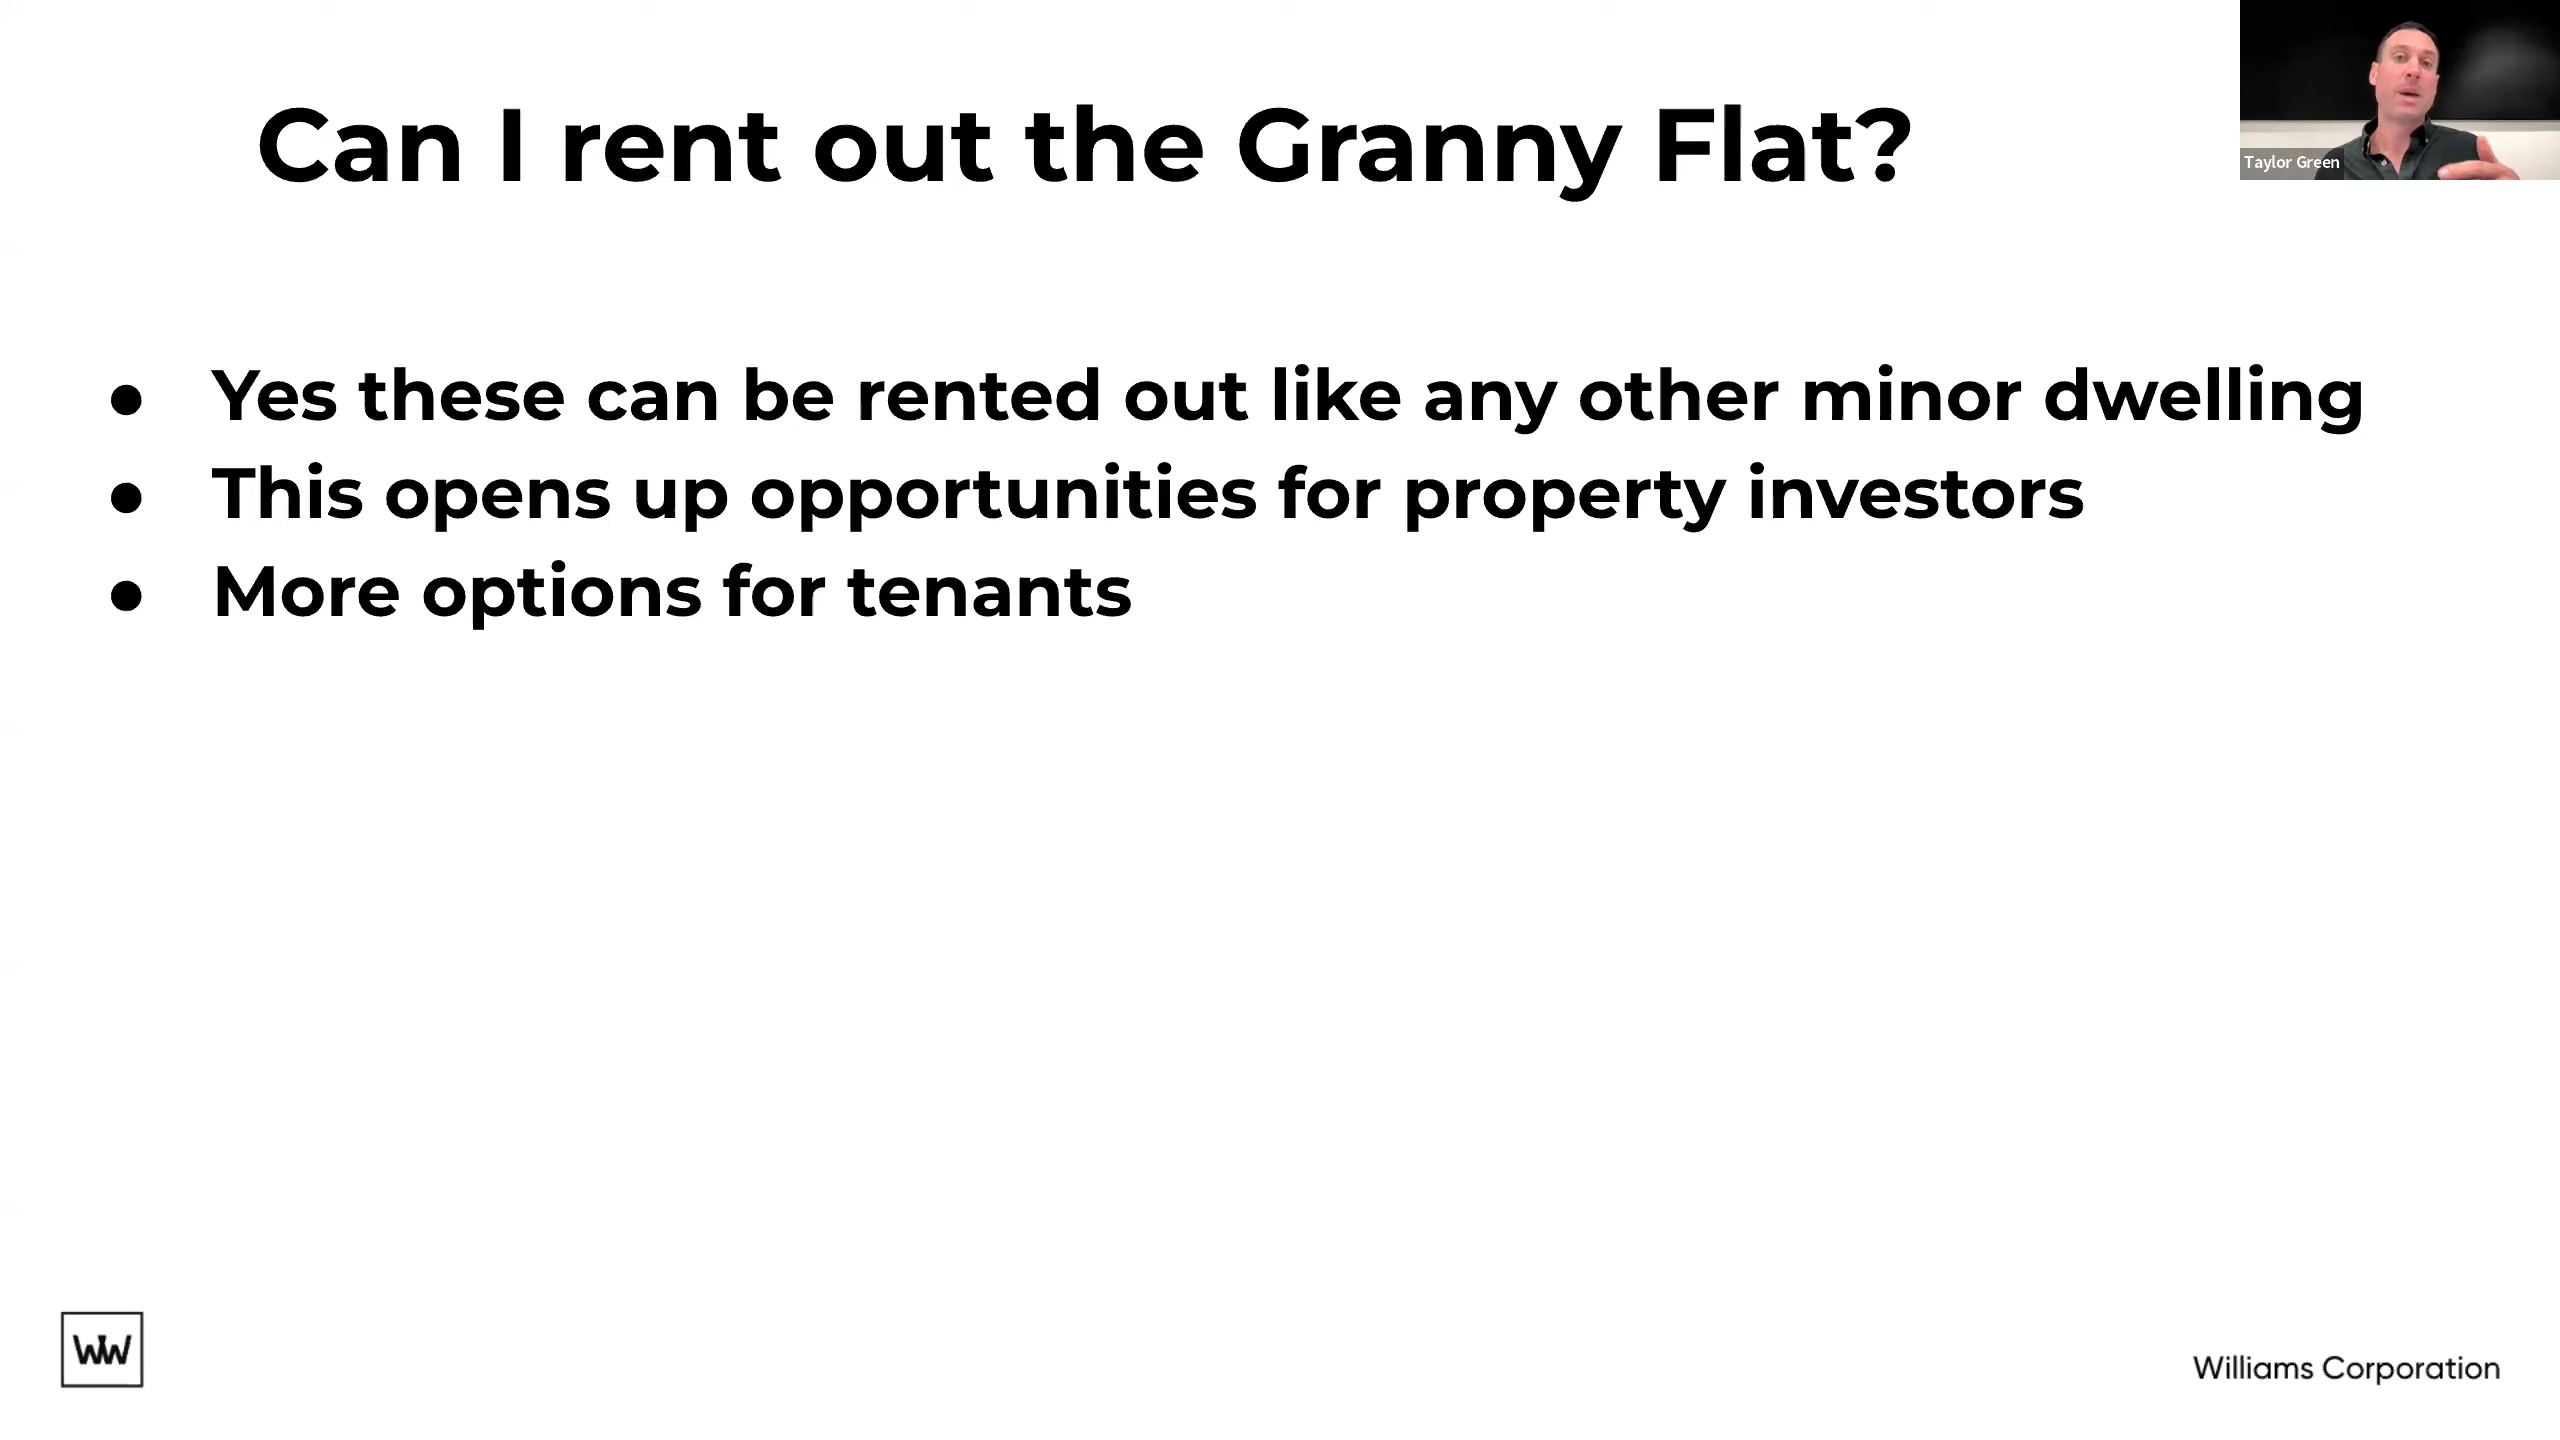 Can I rent out the Granny Flat?
Taylor Green
● Yes these can be rented out like any other minor dwelling
● This opens up opportunities for property investors
● More options for tenants
WW
Williams Corporation